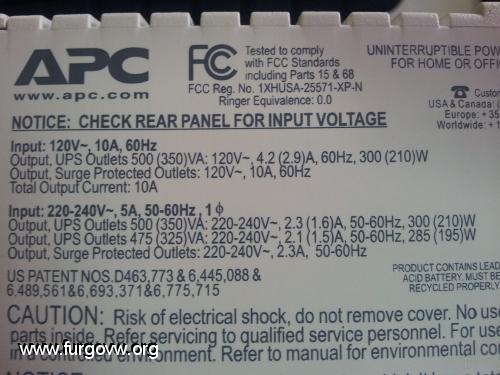 APC
www.apc.com
FC
Tested to comply
with FCC Standards
including Parts 15 & 68
FCC Reg. No. 1XHUSA-25571-XP-N
Ringer Equivalence: 0.0
UNINTERRUPTIBLE POW
FOR HOME OR OFFI
Custom
USA & Canada: (
Europe: + 35
Worldwide: + 1
NOTICE: CHECK REAR PANEL FOR INPUT VOLTAGE
Input: 120V~, 10A, 60Hz
Output, UPS Outlets 500 (350)VA: 120V~, 4.2 (2.9)A, 60Hz, 300 (210)W
Output, Surge Protected Outlets: 120V~, 10A, 60Hz
Total Output Current: 10A
Input: 220-240V~, 5A, 50-60Hz, 1ϕ
Output, UPS Outlets 500 (350)VA: 220-240V~, 2.3 (1.6)A, 50-60Hz, 300 (210)W
Output, UPS Outlets 475 (325)VA: 220-240V~, 2.1 (1.5)A, 50-60Hz, 285 (195)W
Output, Surge Protected Outlets: 220-240V~, 2.3A, 50-60Hz
US PATENT NOS.D463,773 & 6,445,088 &
6,489,561&6,693,371&6,775,715
PRODUCT CONTAINS LEAD
ACID BATTERY. MUST BE
RECYCLED PROPERLY.
CAUTION: Risk of electrical shock, do not remove cover. No use
parts inside. Refer servicing to qualified service personnel. For use
in a controlled environment. Refer to manual for environmental co
www.furgovw.org